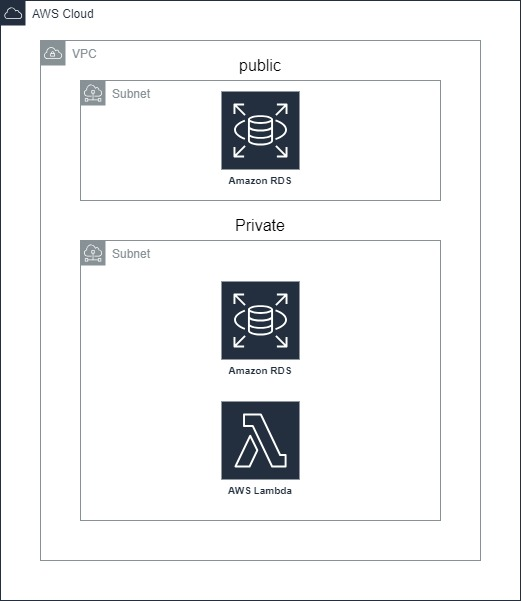 AWS Cloud
VPC
public
Subnet
Amazon RDS
Private
Subnet
Amazon RDS
AWS Lambda